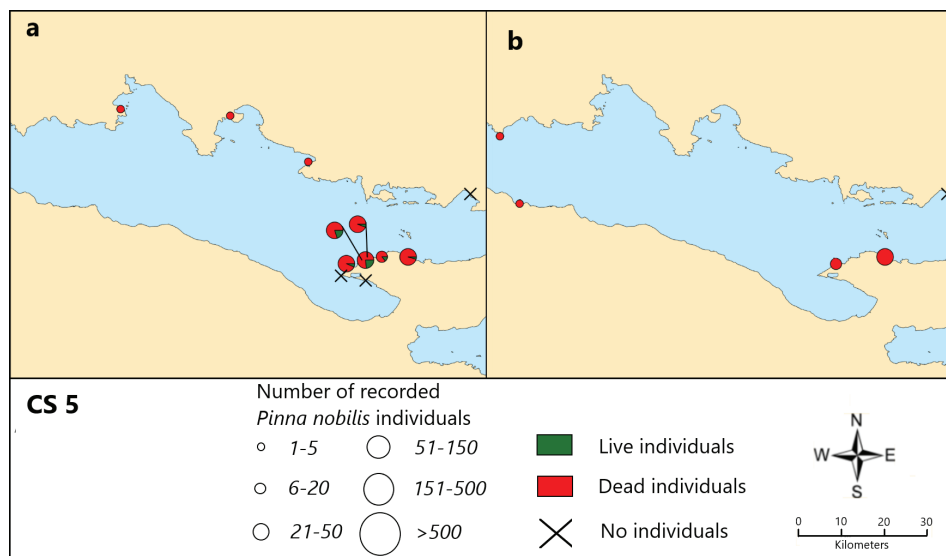 a
b
CS 5
Number of recorded
Pinna nobilis individuals
1-5
51-150
6-20
151-500
21-50
>500
Live individuals
Dead individuals
No individuals
N
W E
S
0 10 20 30
Kilometers